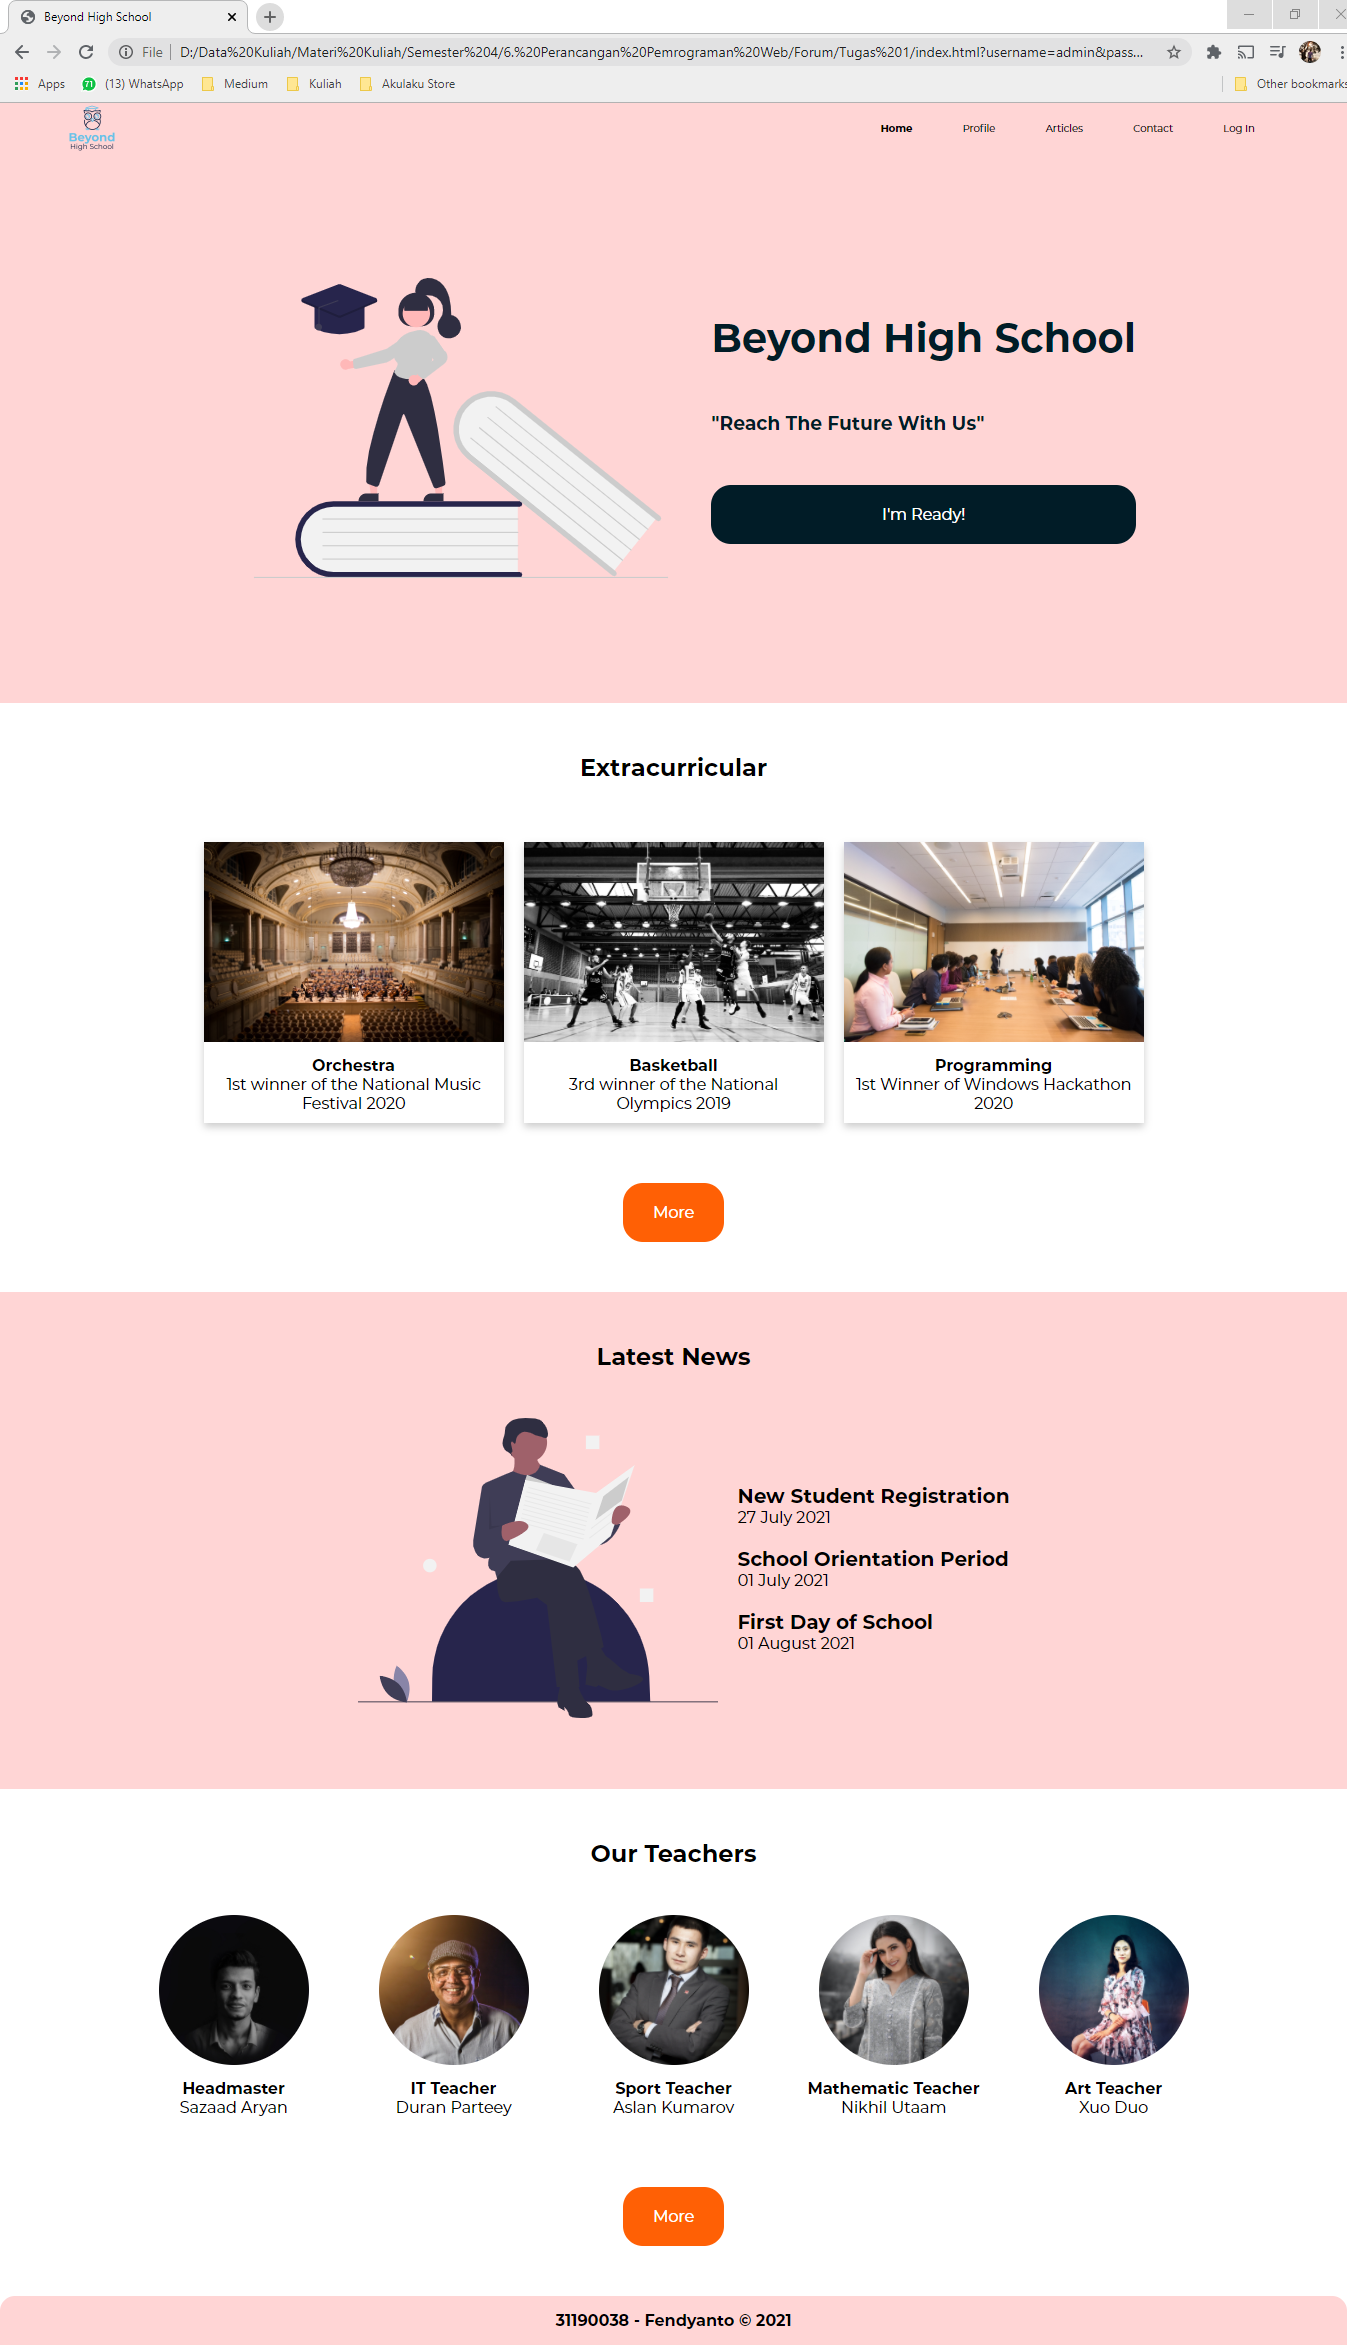 Beyond High School
File
D:/Data%20Kuliah/Materi%20Kuliah/Semester%204/6.%20Perancangan%20Pemrograman%20Web/Forum/Tugas%201/index.html?username=admin&pass...
Apps
(13) WhatsApp
Medium
Kuliah
Akulaku Store
Other bookmarks
Beyond
High School
Home
Profile
Articles
Contact
Log In
Beyond High School
"Reach The Future With Us"
I'm Ready!
Extracurricular
Orchestra
1st winner of the National Music
Festival 2020
Basketball
3rd winner of the National
Olympics 2019
Programming
1st Winner of Windows Hackathon
2020
More
Latest News
New Student Registration
27 July 2021
School Orientation Period
01 July 2021
First Day of School
01 August 2021
Our Teachers
Headmaster
Sazaad Aryan
IT Teacher
Duran Parteey
Sport Teacher
Aslan Kumarov
Mathematic Teacher
Nikhil Utaam
Art Teacher
Xuo Duo
More
31190038 - Fendyanto © 2021